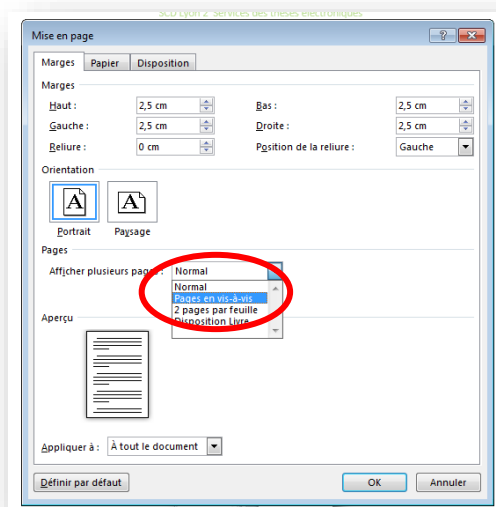 SCD Lyon 2 Services des thèses électroniques
Mise en page
Marges Papier Disposition
Marges
Haut : 2,5 cm Bas : 2,5 cm
Gauche : 2,5 cm Droite : 2,5 cm
Reliure : 0 cm Position de la reliure : Gauche
Orientation
A A
Portrait Paysage
Pages
Afficher plusieurs pages : Normal
Normal
Pages en vis-à-vis
2 pages par feuille
Disposition Livre
Aperçu
Appliquer à : À tout le document
Définir par défaut OK Annuler